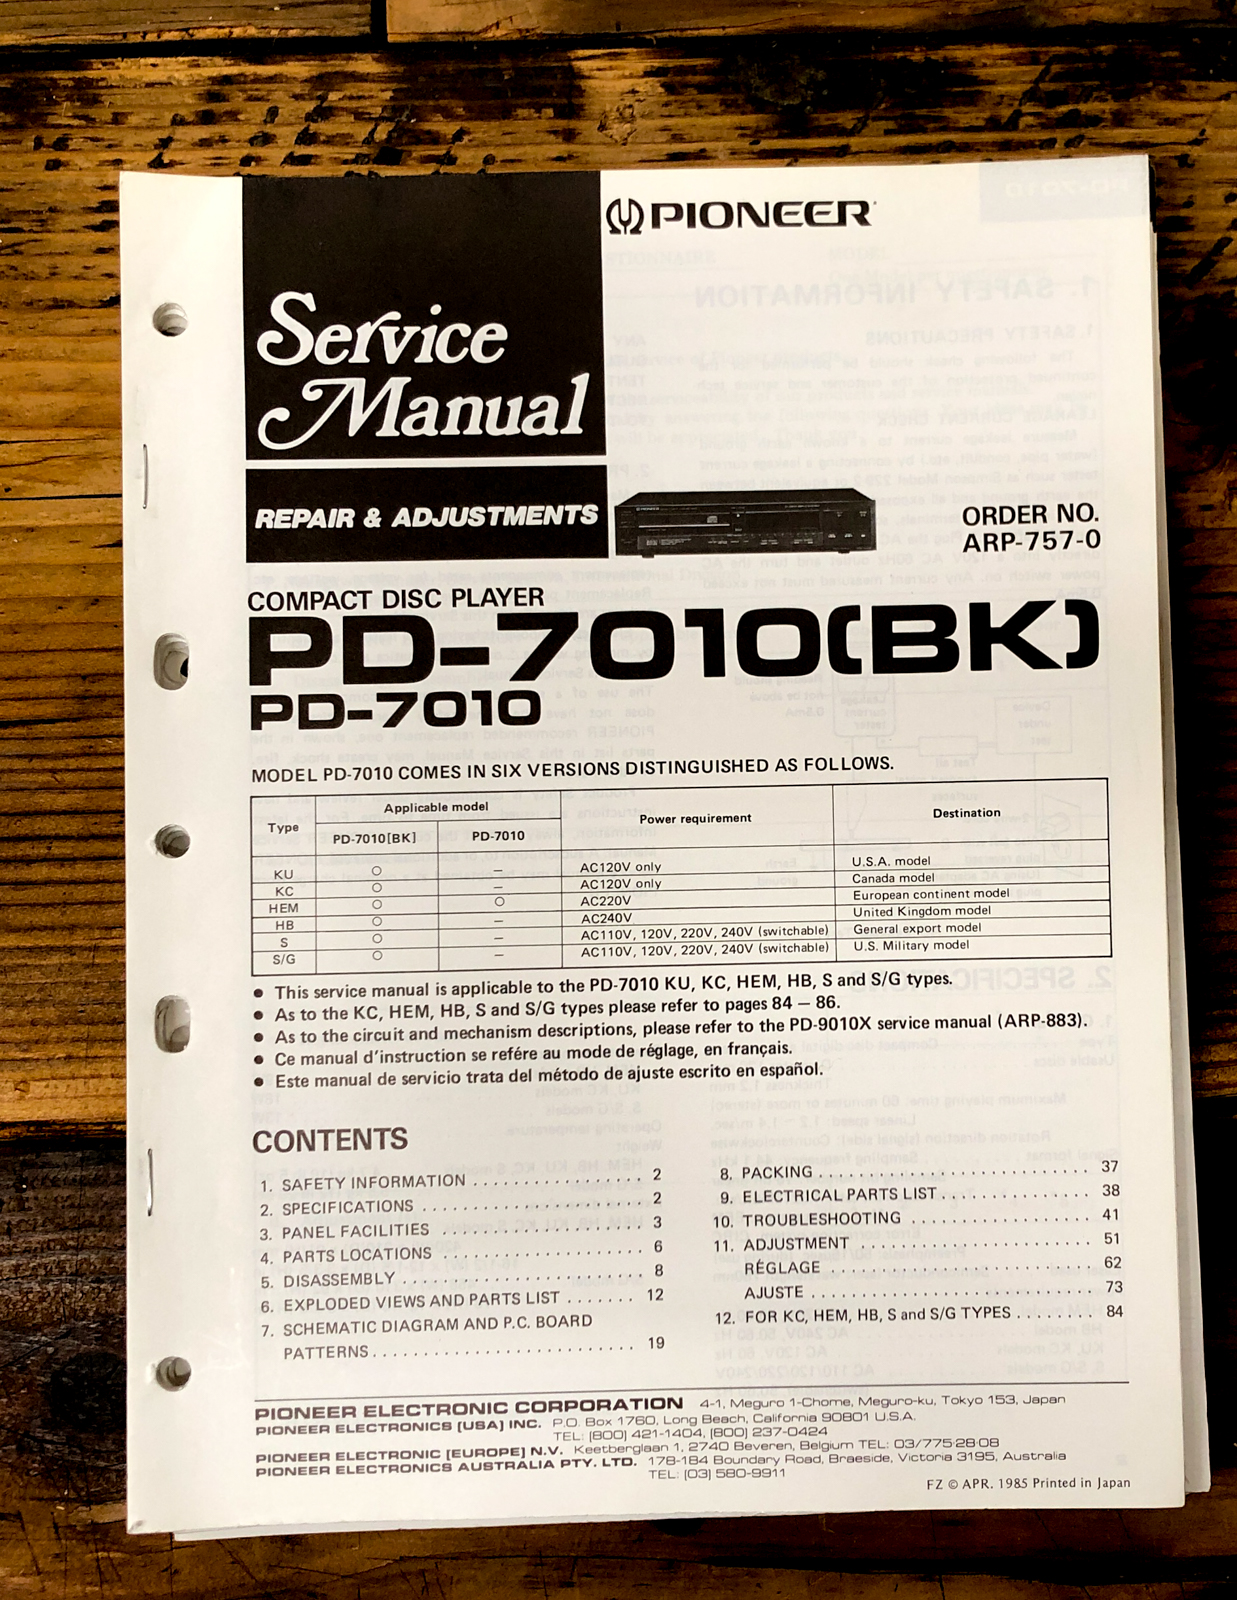 PIONEER
Service
Manual
REPAIR & ADJUSTMENTS
ORDER NO.
ARP-757-0
COMPACT DISC PLAYER
PD-7010(BK)
PD-7010
MODEL PD-7010 COMES IN SIX VERSIONS DISTINGUISHED AS FOLLOWS.
Type Applicable model Power requirement Destination
PD-7010[BK] PD-7010
KU ○ – AC120V only U.S.A. model
KC ○ – AC120V only Canada model
HEM ○ ○ AC220V European continent model
HB ○ – AC240V United Kingdom model
S ○ – AC110V, 120V, 220V, 240V (switchable) General export model
S/G ○ – AC110V, 120V, 220V, 240V (switchable) U.S. Military model
● This service manual is applicable to the PD-7010 KU, KC, HEM, HB, S and S/G types.
● As to the KC, HEM, HB, S and S/G types please refer to pages 84 – 86.
● As to the circuit and mechanism descriptions, please refer to the PD-9010X service manual (ARP-883).
● Ce manual d'instruction se refére au mode de réglage, en français.
● Este manual de servicio trata del método de ajuste escrito en español.
CONTENTS
1. SAFETY INFORMATION . . . . . . . . . . . . . . . . 2
2. SPECIFICATIONS . . . . . . . . . . . . . . . . . . . . . 2
3. PANEL FACILITIES . . . . . . . . . . . . . . . . . . . 3
4. PARTS LOCATIONS . . . . . . . . . . . . . . . . . . . 6
5. DISASSEMBLY . . . . . . . . . . . . . . . . . . . . . . . 8
6. EXPLODED VIEWS AND PARTS LIST . . . . . . . 12
7. SCHEMATIC DIAGRAM AND P.C. BOARD
PATTERNS . . . . . . . . . . . . . . . . . . . . . . . . . 19
8. PACKING . . . . . . . . . . . . . . . . . . . . . . . . . . 37
9. ELECTRICAL PARTS LIST . . . . . . . . . . . . . . 38
10. TROUBLESHOOTING . . . . . . . . . . . . . . . . . 41
11. ADJUSTMENT . . . . . . . . . . . . . . . . . . . . . . 51
RÉGLAGE . . . . . . . . . . . . . . . . . . . . . . . . . 62
AJUSTE . . . . . . . . . . . . . . . . . . . . . . . . . . 73
12. FOR KC, HEM, HB, S and S/G TYPES . . . . . . . . 84
PIONEER ELECTRONIC CORPORATION 4-1, Meguro 1-Chome, Meguro-ku, Tokyo 153, Japan
PIONEER ELECTRONICS [USA] INC. P.O. Box 1760, Long Beach, California 90801 U.S.A.
TEL: [800] 421-1404, [800] 237-0424
PIONEER ELECTRONIC [EUROPE] N.V. Keetberglaan 1, 2740 Beveren, Belgium TEL: 03/775·28·08
PIONEER ELECTRONICS AUSTRALIA PTY. LTD. 178-184 Boundary Road, Braeside, Victoria 3195, Australia
TEL: [03] 580-9911
FZ © APR. 1985 Printed in Japan